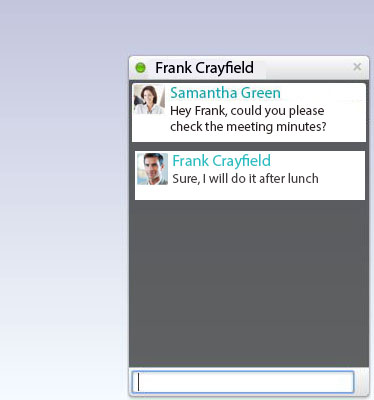 Frank Crayfield
Samantha Green
Hey Frank, could you please
check the meeting minutes?
Frank Crayfield
Sure, I will do it after lunch